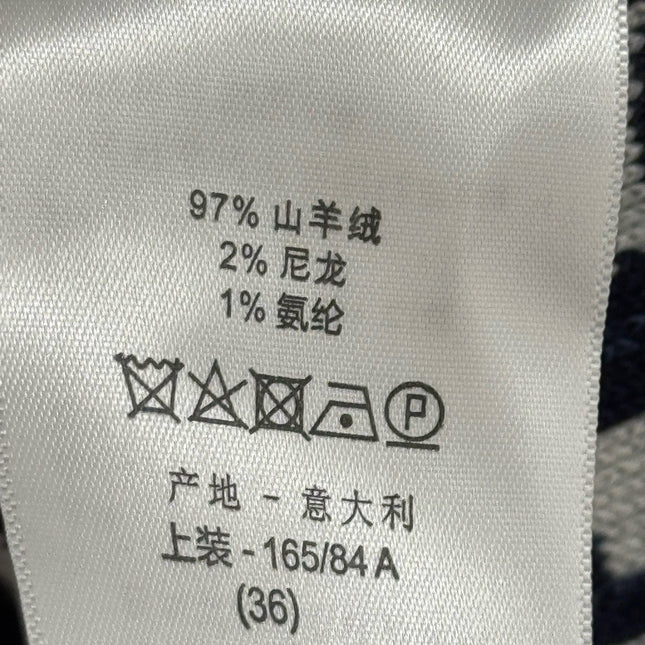 97% 山羊绒
2% 尼龙
1% 氨纶
P
产地 - 意大利
上装 - 165/84 A
(36)